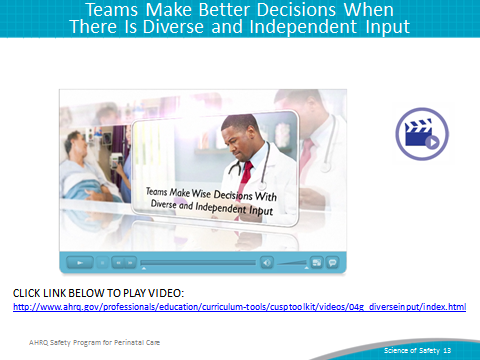 Teams Make Better Decisions When
There Is Diverse and Independent Input
Teams Make Wise Decisions With
Diverse and Independent Input
CLICK LINK BELOW TO PLAY VIDEO:
http://www.ahrq.gov/professionals/education/curriculum-tools/cusptoolkit/videos/04g_diverseinput/index.html
AHRQ Safety Program for Perinatal Care
Science of Safety 13